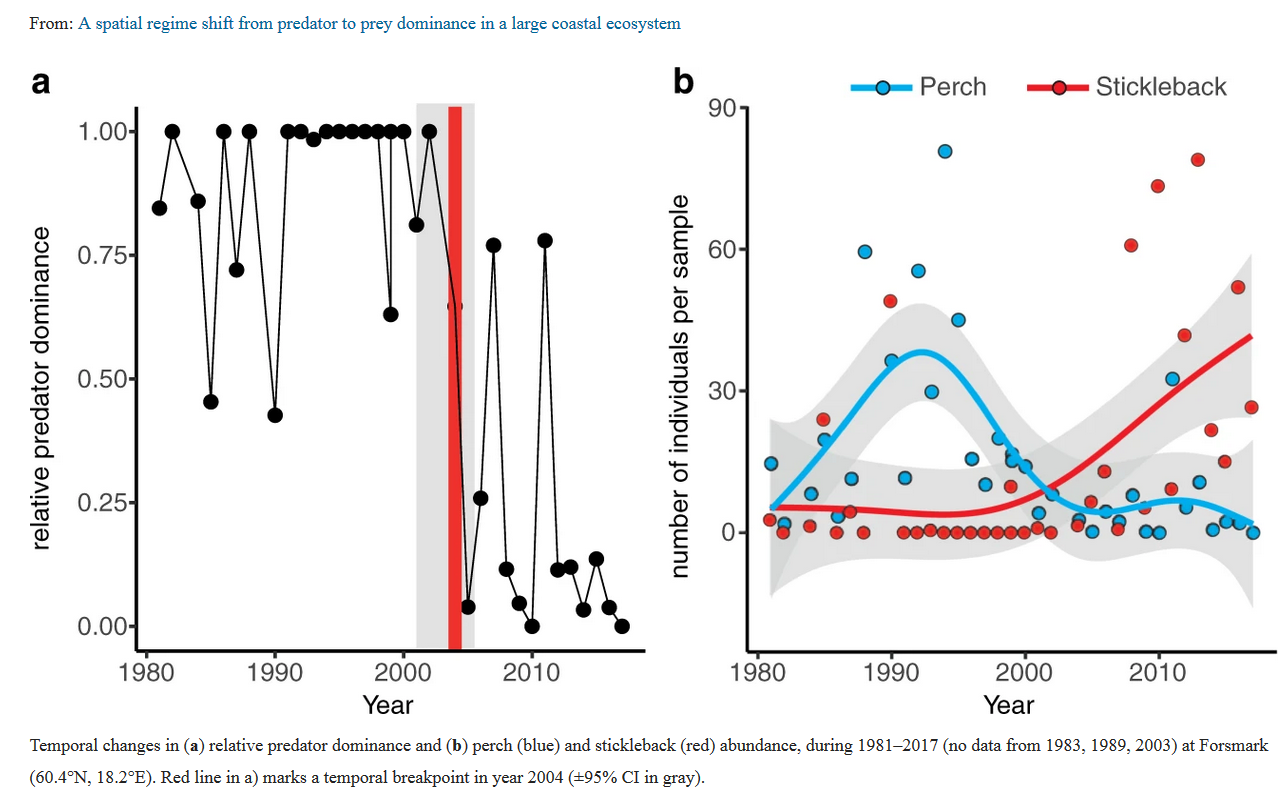 From: A spatial regime shift from predator to prey dominance in a large coastal ecosystem
a
relative predator dominance
1.00
0.75
0.50
0.25
0.00
1980 1990 2000 2010
Year
b
Perch Stickleback
number of individuals per sample
90
60
30
0
1980 1990 2000 2010
Year
Temporal changes in (a) relative predator dominance and (b) perch (blue) and stickleback (red) abundance, during 1981–2017 (no data from 1983, 1989, 2003) at Forsmark
(60.4°N, 18.2°E). Red line in a) marks a temporal breakpoint in year 2004 (±95% CI in gray).